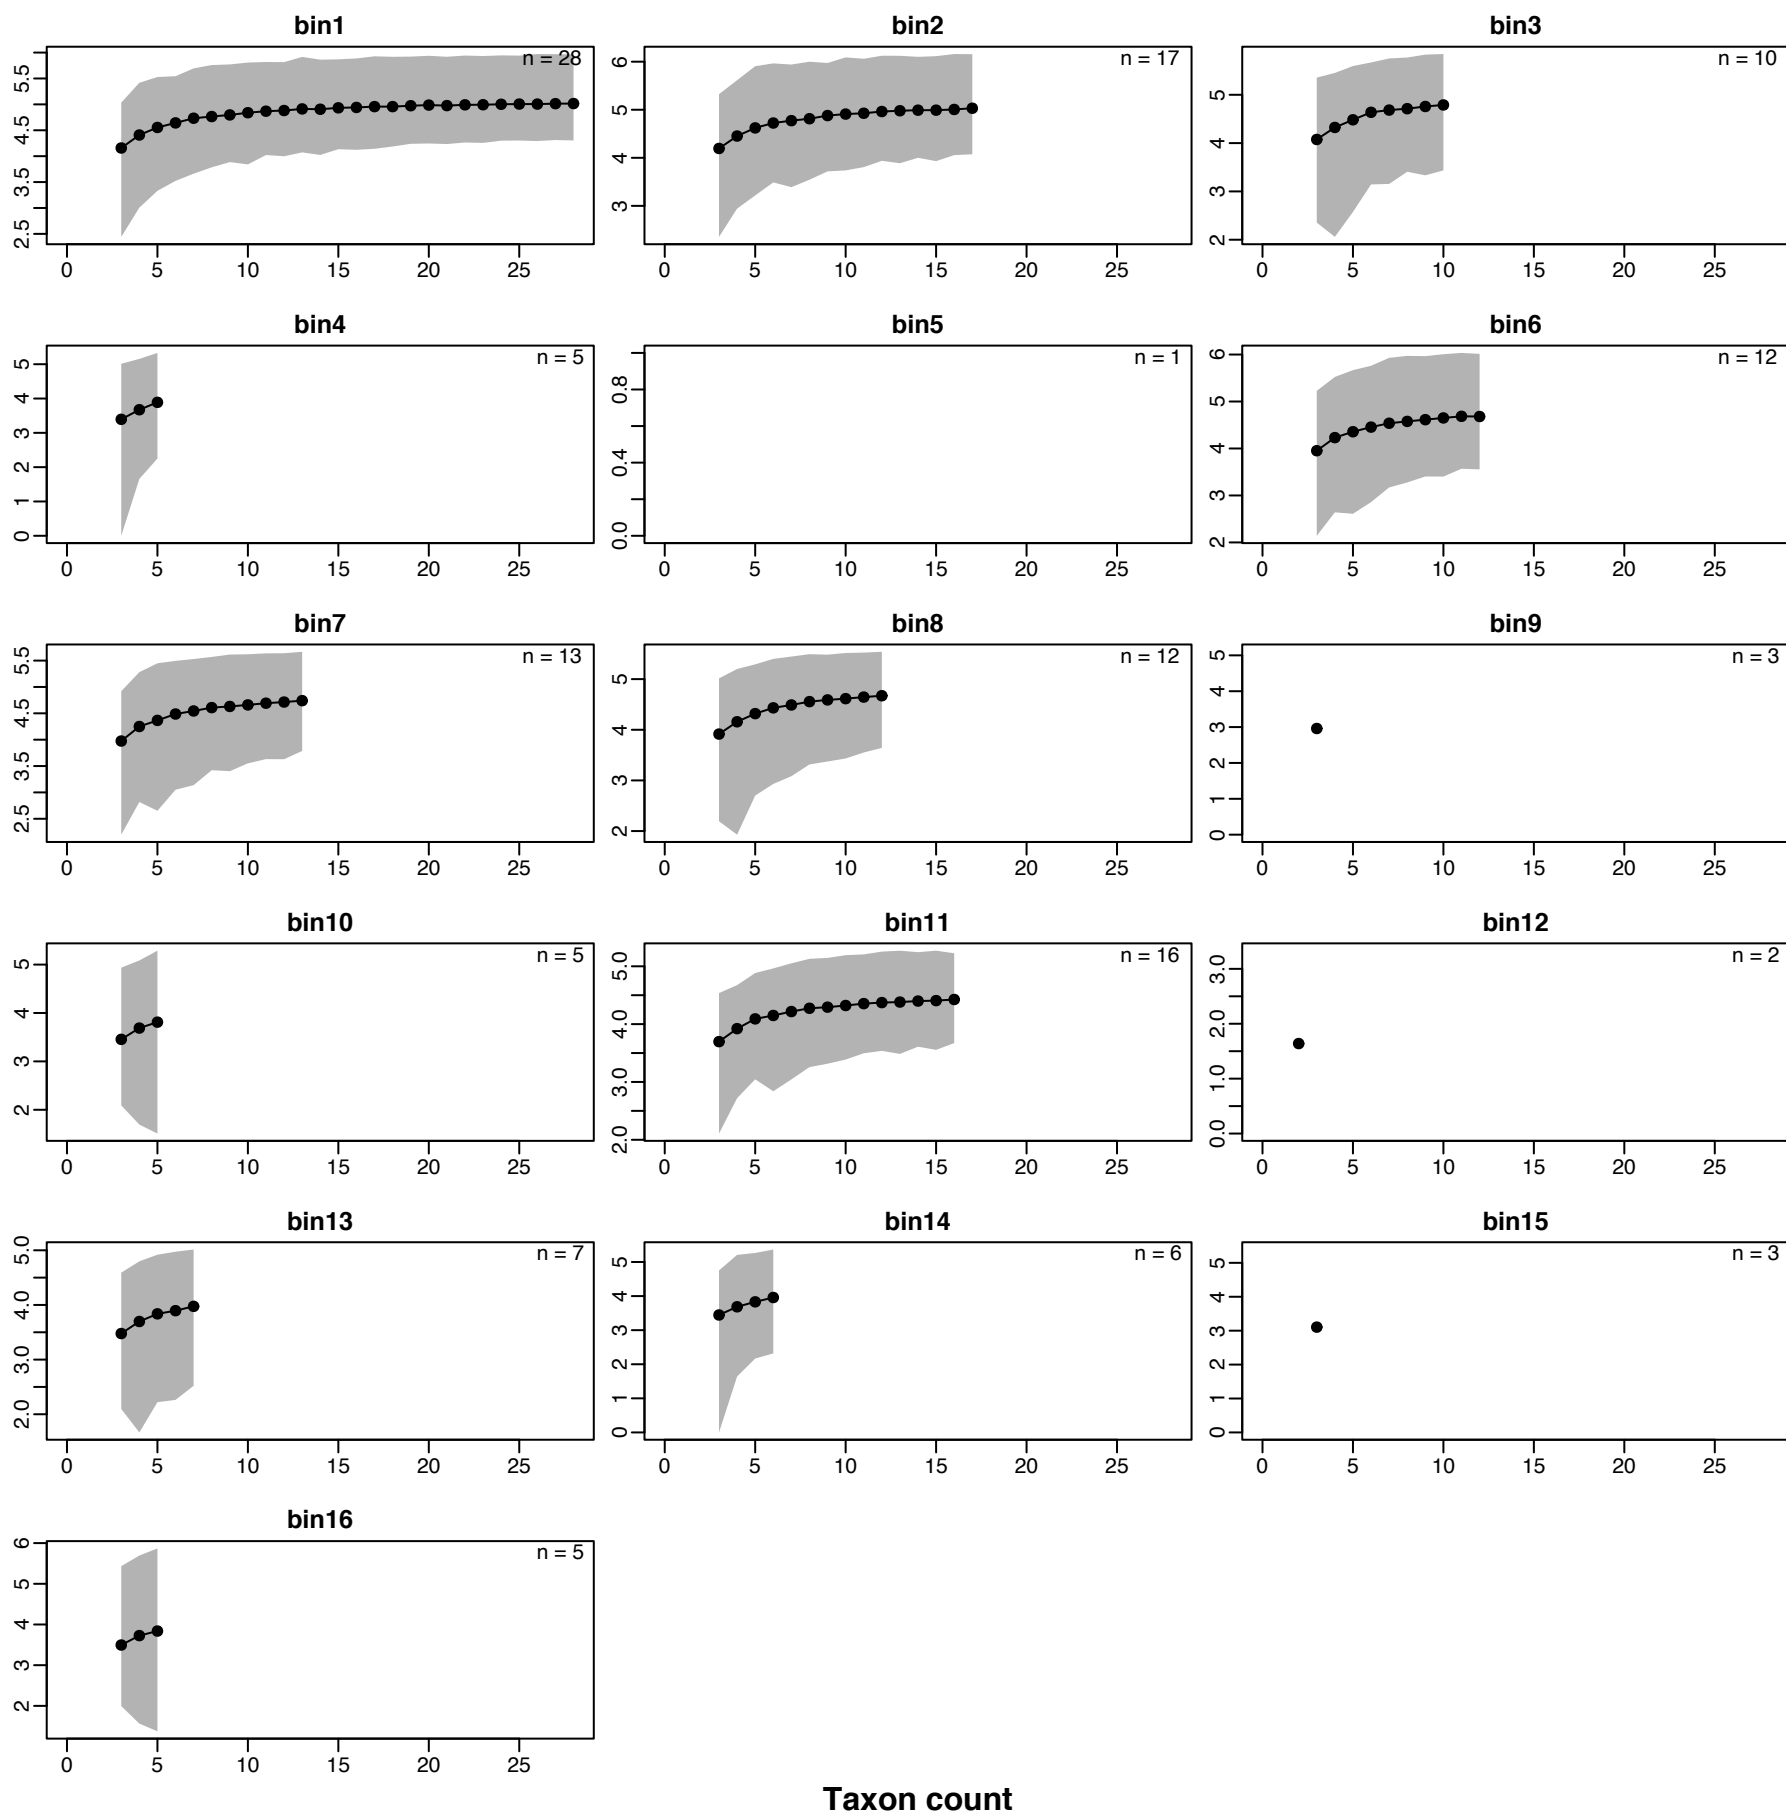 bin1 bin2 bin3
n = 28 n = 17 n = 10
2.5 3.5 4.5 5.5
3 4 5 6
2 3 4 5
0 5 10 15 20 25 0 5 10 15 20 25 0 5 10 15 20 25
bin4 bin5 bin6
n = 5 n = 1 n = 12
0 1 2 3 4 5
0.0 0.4 0.8
2 3 4 5 6
0 5 10 15 20 25 0 5 10 15 20 25 0 5 10 15 20 25
bin7 bin8 bin9
n = 13 n = 12 n = 3
2.5 3.5 4.5 5.5
2 3 4 5
0 1 2 3 4 5
0 5 10 15 20 25 0 5 10 15 20 25 0 5 10 15 20 25
bin10 bin11 bin12
n = 5 n = 16 n = 2
2 3 4 5
2.0 3.0 4.0 5.0
0.0 1.0 2.0 3.0
0 5 10 15 20 25 0 5 10 15 20 25 0 5 10 15 20 25
bin13 bin14 bin15
n = 7 n = 6 n = 3
2.0 3.0 4.0 5.0
0 1 2 3 4 5
0 1 2 3 4 5
0 5 10 15 20 25 0 5 10 15 20 25 0 5 10 15 20 25
bin16
n = 5
2 3 4 5 6
0 5 10 15 20 25
Taxon count